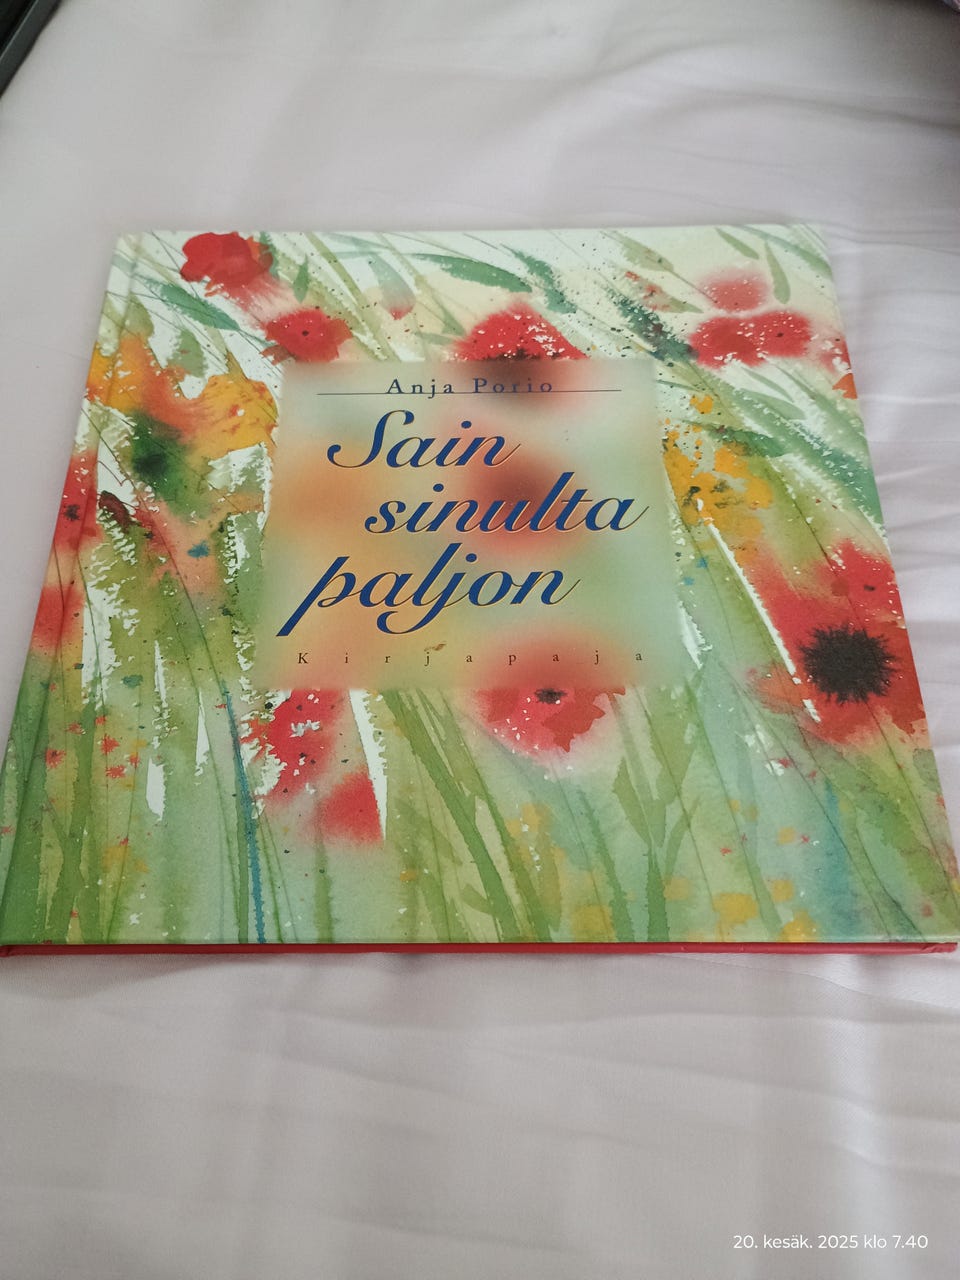 Anja Porio
Sain
sinulta
paljon
Kirjapaja
20. kesäk. 2025 klo 7.40